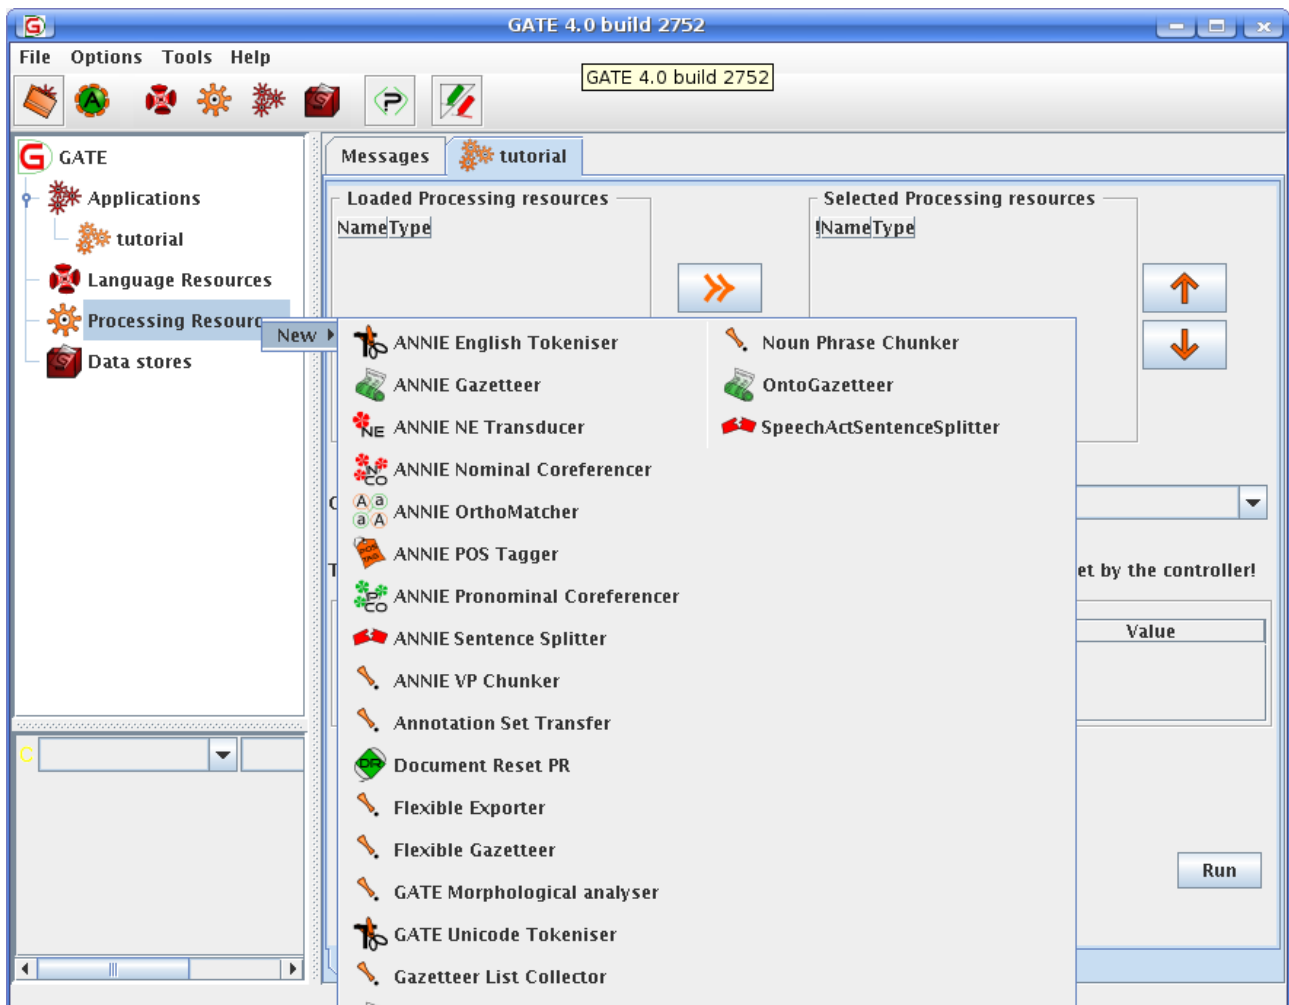 GATE 4.0 build 2752
File Options Tools Help
GATE 4.0 build 2752
GATE
Applications
tutorial
Language Resources
Processing Resourc
Data stores
Messages
tutorial
Loaded Processing resources
Name Type
Selected Processing resources
! Name Type
New
ANNIE English Tokeniser
ANNIE Gazetteer
ANNIE NE Transducer
ANNIE Nominal Coreferencer
ANNIE OrthoMatcher
ANNIE POS Tagger
ANNIE Pronominal Coreferencer
ANNIE Sentence Splitter
ANNIE VP Chunker
Annotation Set Transfer
Document Reset PR
Flexible Exporter
Flexible Gazetteer
GATE Morphological analyser
GATE Unicode Tokeniser
Gazetteer List Collector
Noun Phrase Chunker
OntoGazetteer
SpeechActSentenceSplitter
et by the controller!
Value
Run